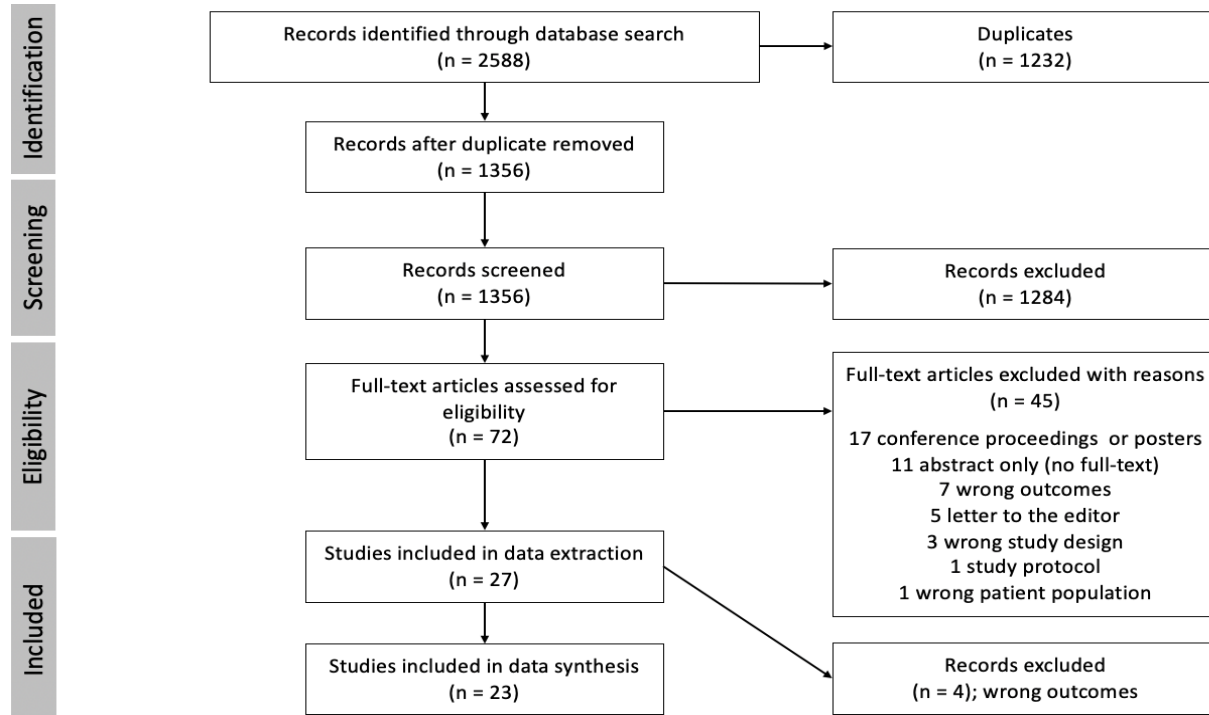 Identification
Records identified through database search
(n = 2588)
Duplicates
(n = 1232)
Records after duplicate removed
(n = 1356)
Screening
Records screened
(n = 1356)
Records excluded
(n = 1284)
Eligibility
Full-text articles assessed for
eligibility
(n = 72)
Full-text articles excluded with reasons
(n = 45)
17 conference proceedings or posters
11 abstract only (no full-text)
7 wrong outcomes
5 letter to the editor
3 wrong study design
1 study protocol
1 wrong patient population
Included
Studies included in data extraction
(n = 27)
Studies included in data synthesis
(n = 23)
Records excluded
(n = 4); wrong outcomes